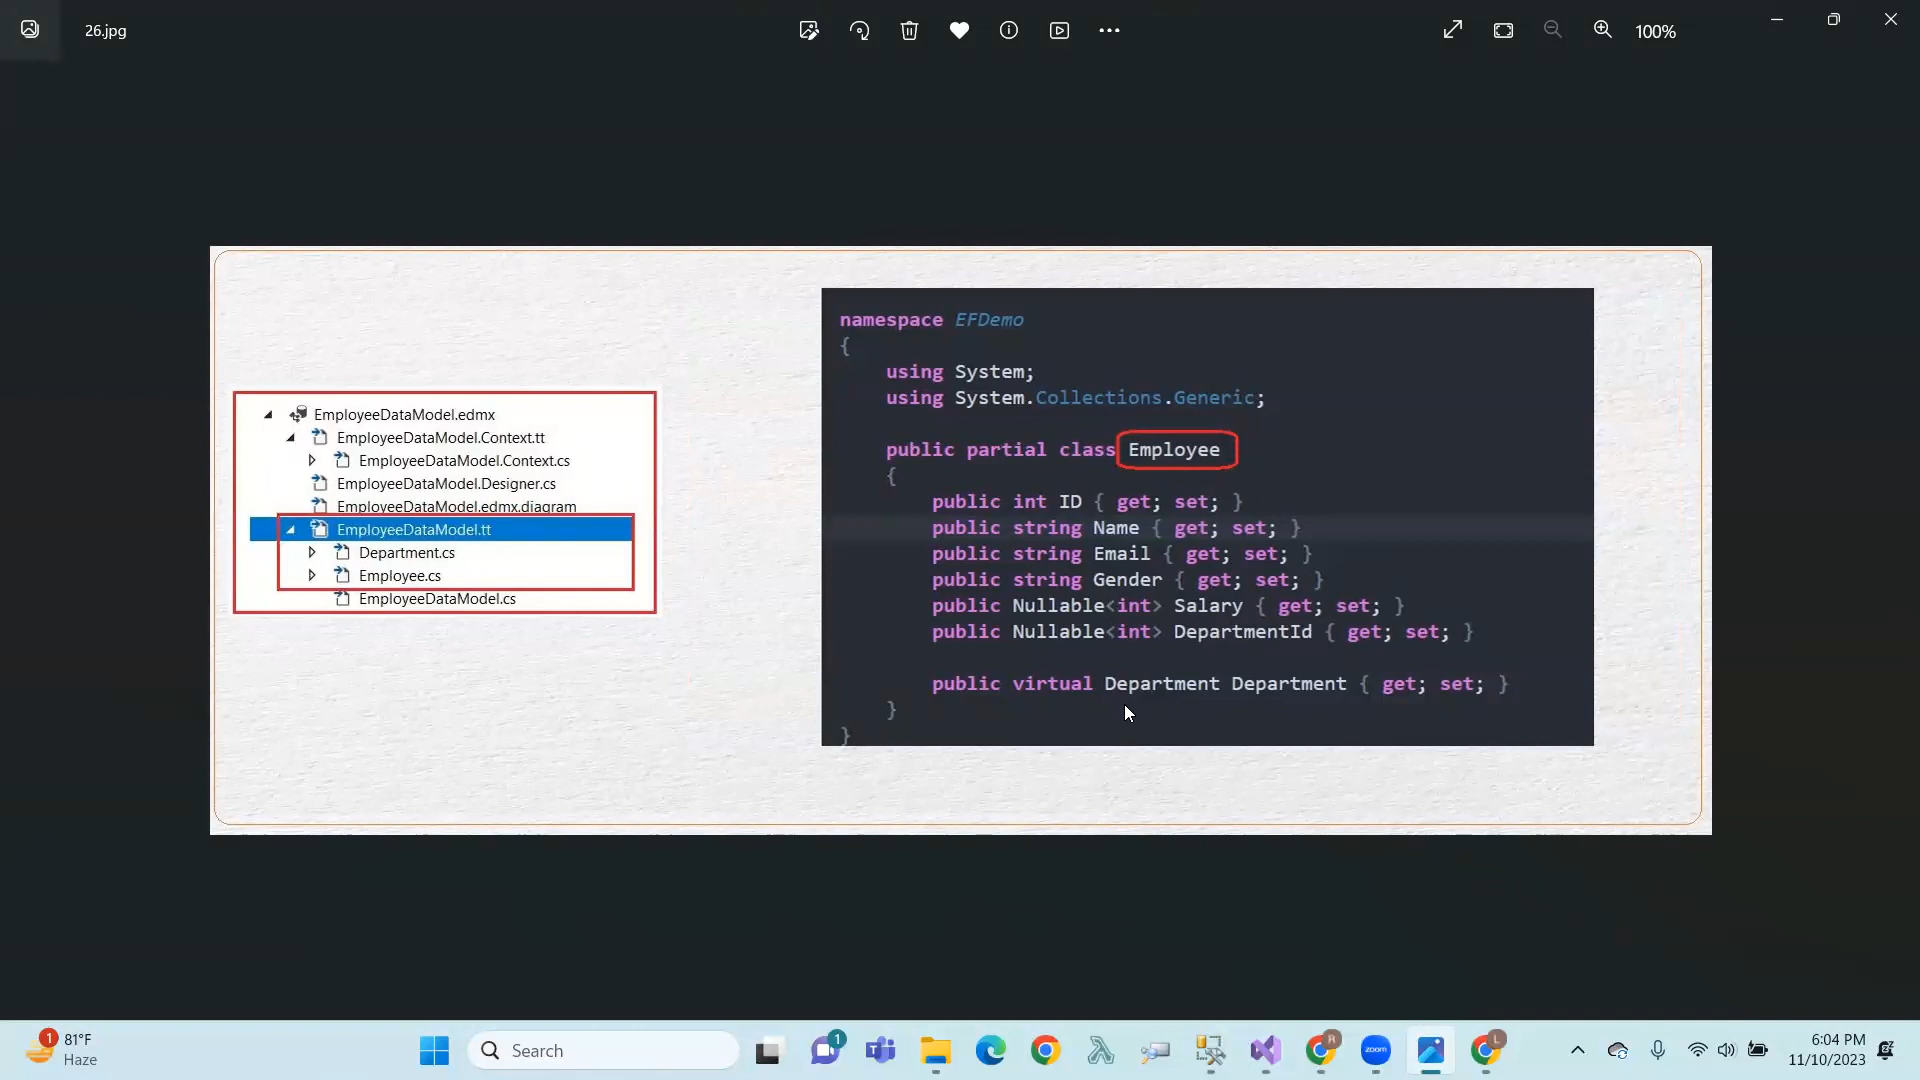 26.jpg
100%
EmployeeDataModel.edmx
EmployeeDataModel.Context.tt
EmployeeDataModel.Context.cs
EmployeeDataModel.Designer.cs
EmployeeDataModel.edmx.diagram
EmployeeDataModel.tt
Department.cs
Employee.cs
EmployeeDataModel.cs
namespace EFDemo
{
using System;
using System.Collections.Generic;
public partial class Employee
{
public int ID { get; set; }
public string Name { get; set; }
public string Email { get; set; }
public string Gender { get; set; }
public Nullable<int> Salary { get; set; }
public Nullable<int> DepartmentId { get; set; }
public virtual Department Department { get; set; }
}
}
1
81°F
Haze
Search
1
R
zoom
L
6:04 PM
11/10/2023